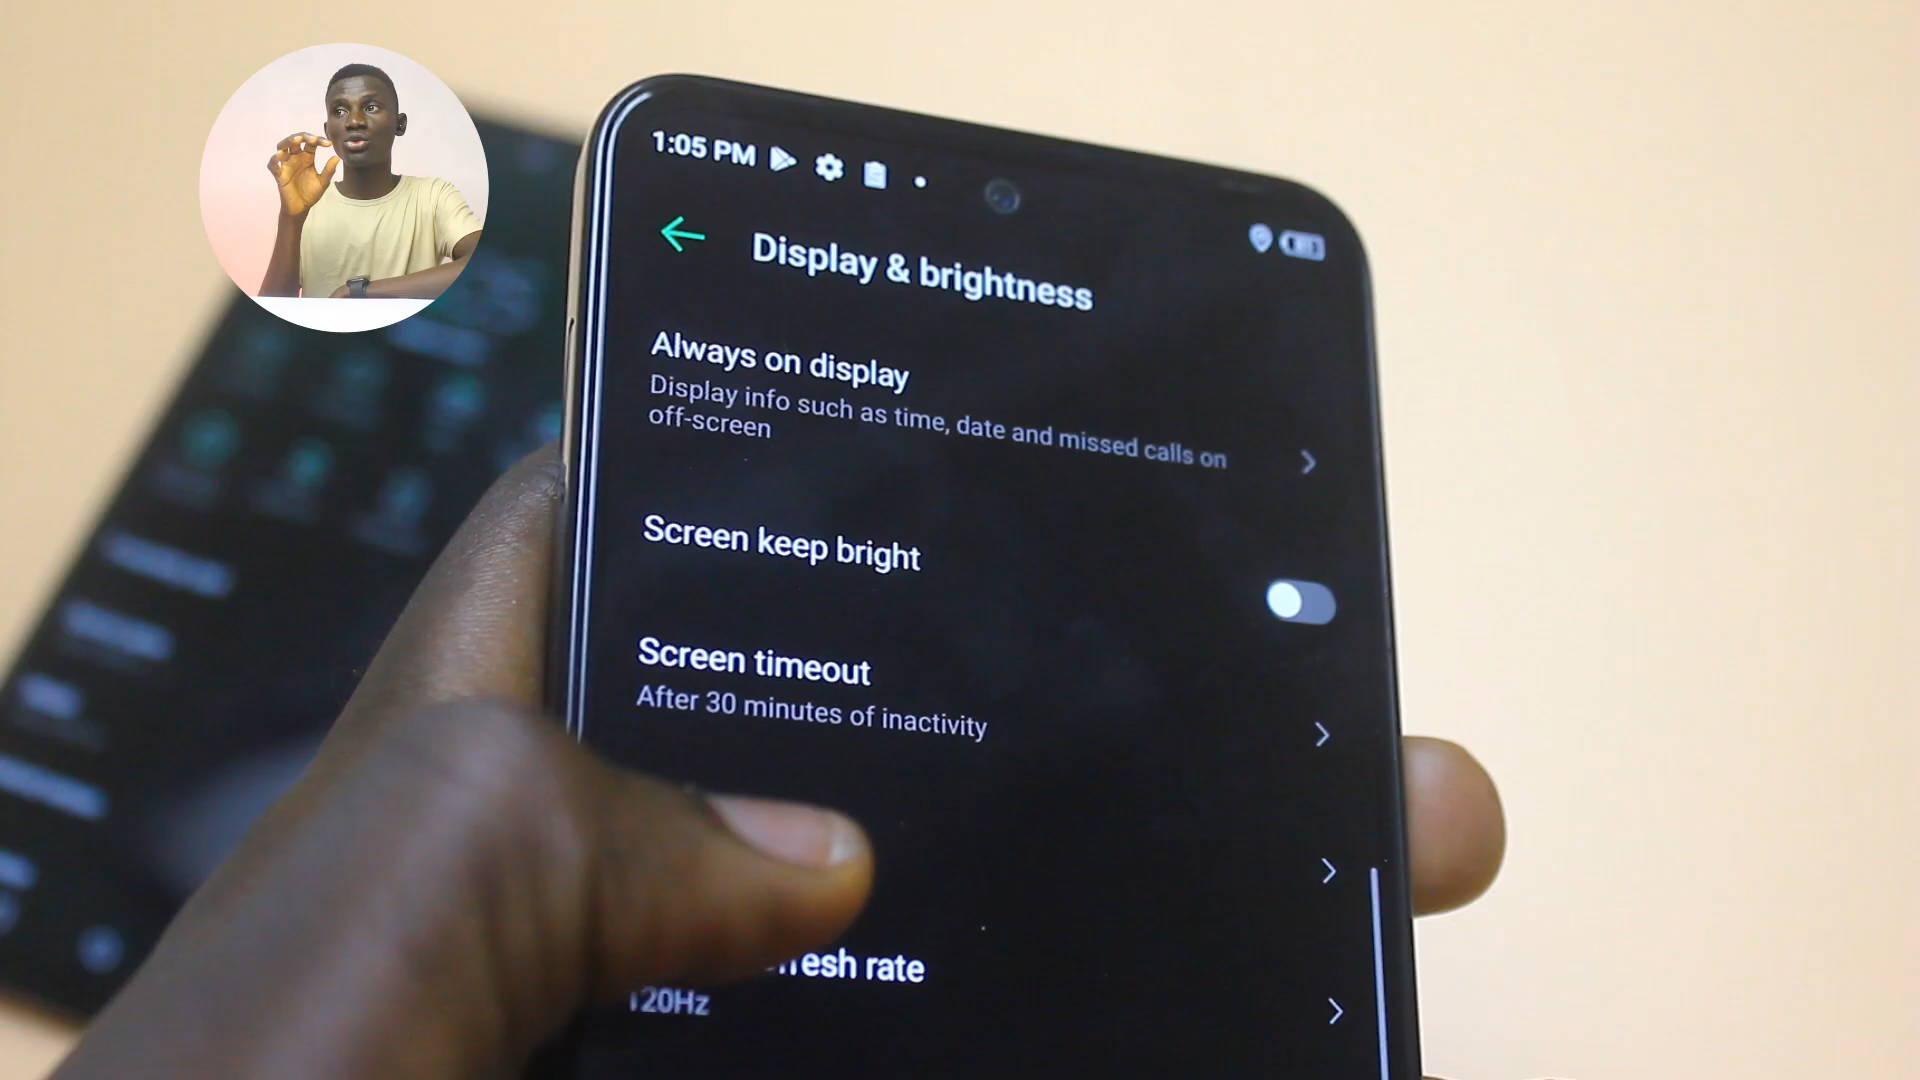 1:05 PM
Display & brightness
Always on display
Display info such as time, date and missed calls on
off-screen
Screen keep bright
Screen timeout
After 30 minutes of inactivity
rate
120Hz